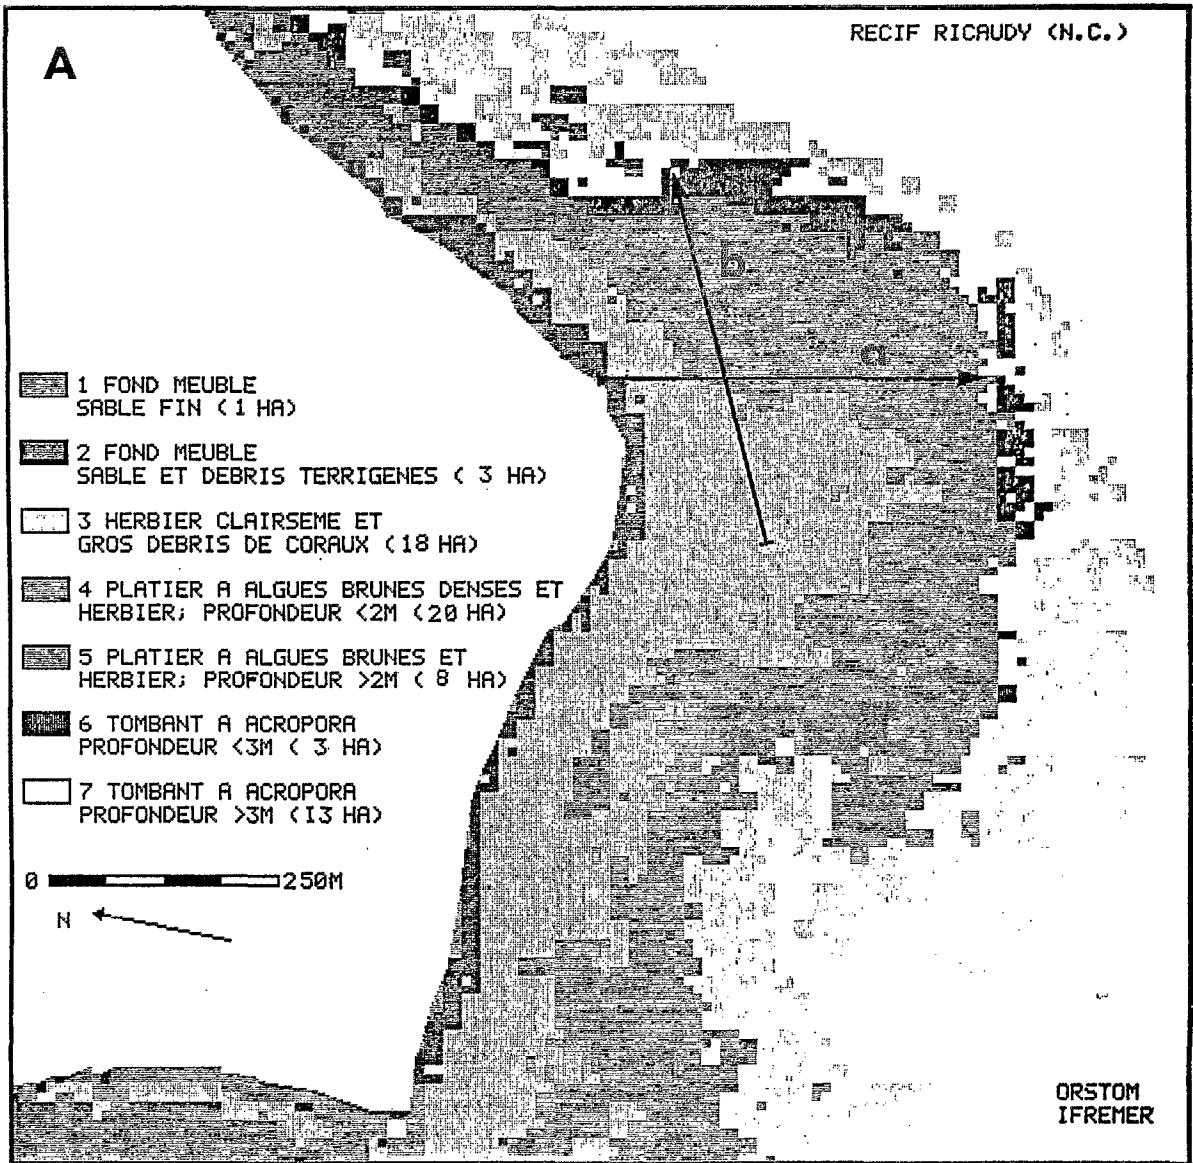 RECIF RICAUDY (N.C.)
A
1 FOND MEUBLE
SABLE FIN (1 HA)
2 FOND MEUBLE
SABLE ET DEBRIS TERRIGENES ( 3 HA)
3 HERBIER CLAIRSEME ET
GROS DEBRIS DE CORAUX (18 HA)
4 PLATIER A ALGUES BRUNES DENSES ET
HERBIER; PROFONDEUR <2M (20 HA)
5 PLATIER A ALGUES BRUNES ET
HERBIER; PROFONDEUR >2M ( 8 HA)
6 TOMBANT A ACROPORA
PROFONDEUR <3M ( 3 HA)
7 TOMBANT A ACROPORA
PROFONDEUR >3M (I3 HA)
0 250M
N
ORSTOM
IFREMER